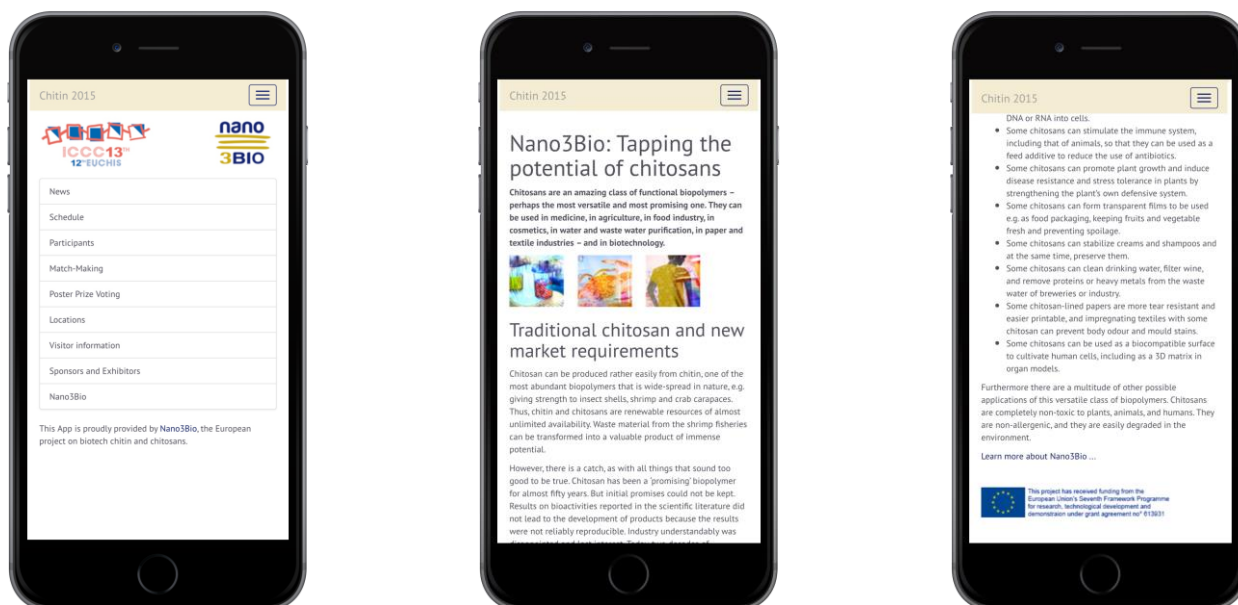 Chitin 2015
ICCC13™
12thEUCHIS
nano
3BIO
News
Schedule
Participants
Match-Making
Poster Prize Voting
Locations
Visitor information
Sponsors and Exhibitors
Nano3Bio
This App is proudly provided by Nano3Bio, the European
project on biotech chitin and chitosans.
Chitin 2015
Nano3Bio: Tapping the
potential of chitosans
Chitosans are an amazing class of functional biopolymers –
perhaps the most versatile and most promising one. They can
be used in medicine, in agriculture, in food industry, in
cosmetics, in water and waste water purification, in paper and
textile industries – and in biotechnology.
Traditional chitosan and new
market requirements
Chitosan can be produced rather easily from chitin, one of the
most abundant biopolymers that is wide-spread in nature, e.g.
giving strength to insect shells, shrimp and crab carapaces.
Thus, chitin and chitosans are renewable resources of almost
unlimited availability. Waste material from the shrimp fisheries
can be transformed into a valuable product of immense
potential.
However, there is a catch, as with all things that sound too
good to be true. Chitosan has been a 'promising' biopolymer
for almost fifty years. But initial promises could not be kept.
Results on bioactivities reported in the scientific literature did
not lead to the development of products because the results
were not reliably reproducible. Industry understandably was
Chitin 2015
DNA or RNA into cells.
Some chitosans can stimulate the immune system,
including that of animals, so that they can be used as a
feed additive to reduce the use of antibiotics.
Some chitosans can promote plant growth and induce
disease resistance and stress tolerance in plants by
strengthening the plant's own defensive system.
Some chitosans can form transparent films to be used
e.g. as food packaging, keeping fruits and vegetable
fresh and preventing spoilage.
Some chitosans can stabilize creams and shampoos and
at the same time, preserve them.
Some chitosans can clean drinking water, filter wine,
and remove proteins or heavy metals from the waste
water of breweries or industry.
Some chitosan-lined papers are more tear resistant and
easier printable, and impregnating textiles with some
chitosan can prevent body odour and mould stains.
Some chitosans can be used as a biocompatible surface
to cultivate human cells, including as a 3D matrix in
organ models.
Furthermore there are a multitude of other possible
applications of this versatile class of biopolymers. Chitosans
are completely non-toxic to plants, animals, and humans. They
are non-allergenic, and they are easily degraded in the
environment.
Learn more about Nano3Bio ...
This project has received funding from the
European Union's Seventh Framework Programme
for research, technological development and
demonstraion under grant agreement no° 613931